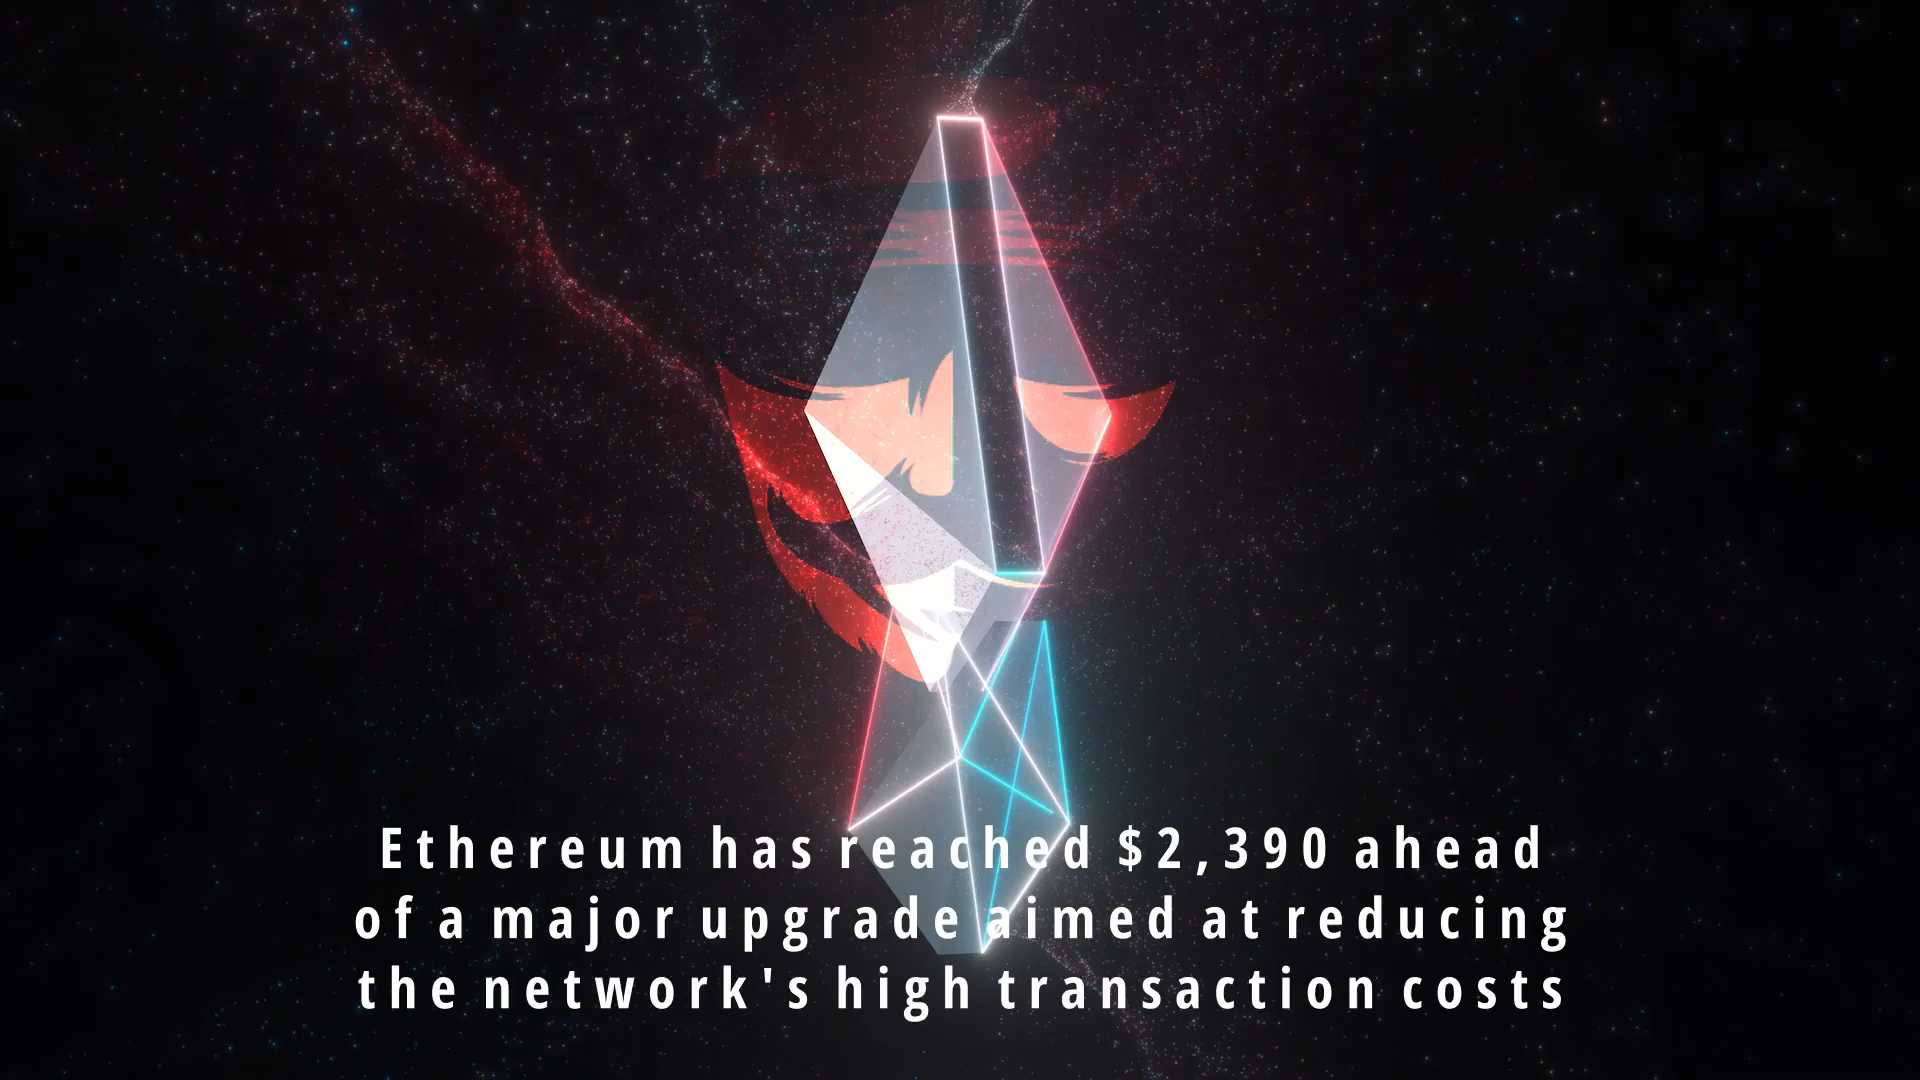 Ethereum has reached $2,390 ahead
of a major upgrade aimed at reducing
the network's high transaction costs